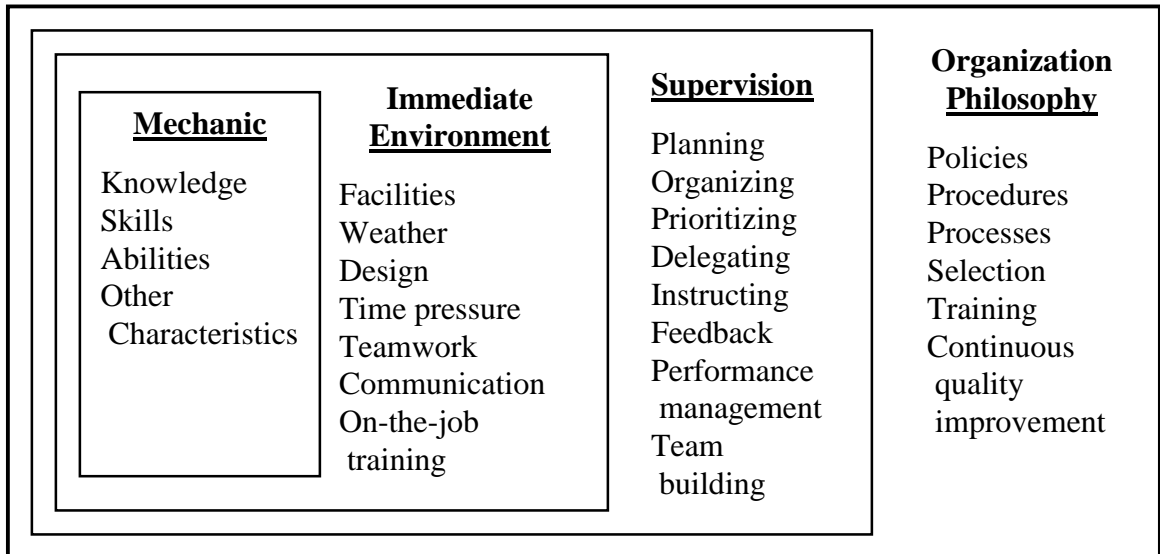 Mechanic
Knowledge
Skills
Abilities
Other
Characteristics
Immediate
Environment
Facilities
Weather
Design
Time pressure
Teamwork
Communication
On-the-job
training
Supervision
Planning
Organizing
Prioritizing
Delegating
Instructing
Feedback
Performance
management
Team
building
Organization
Philosophy
Policies
Procedures
Processes
Selection
Training
Continuous
quality
improvement